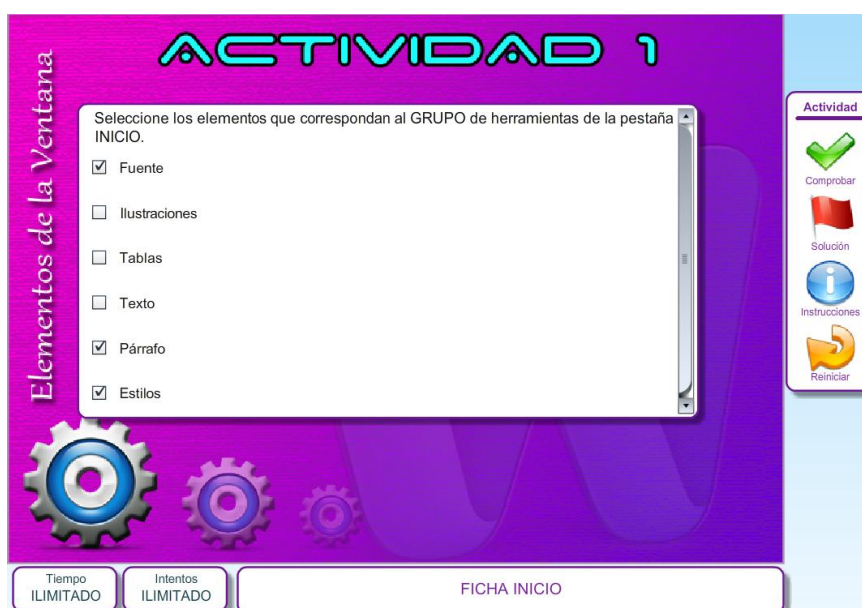 ACTIVIDAD 1
Elementos de la Ventana
Seleccione los elementos que correspondan al GRUPO de herramientas de la pestaña
INICIO.
Fuente
Ilustraciones
Tablas
Texto
Párrafo
Estilos
Actividad
Comprobar
Solución
Instrucciones
Reiniciar
Tiempo
ILIMITADO
Intentos
ILIMITADO
FICHA INICIO